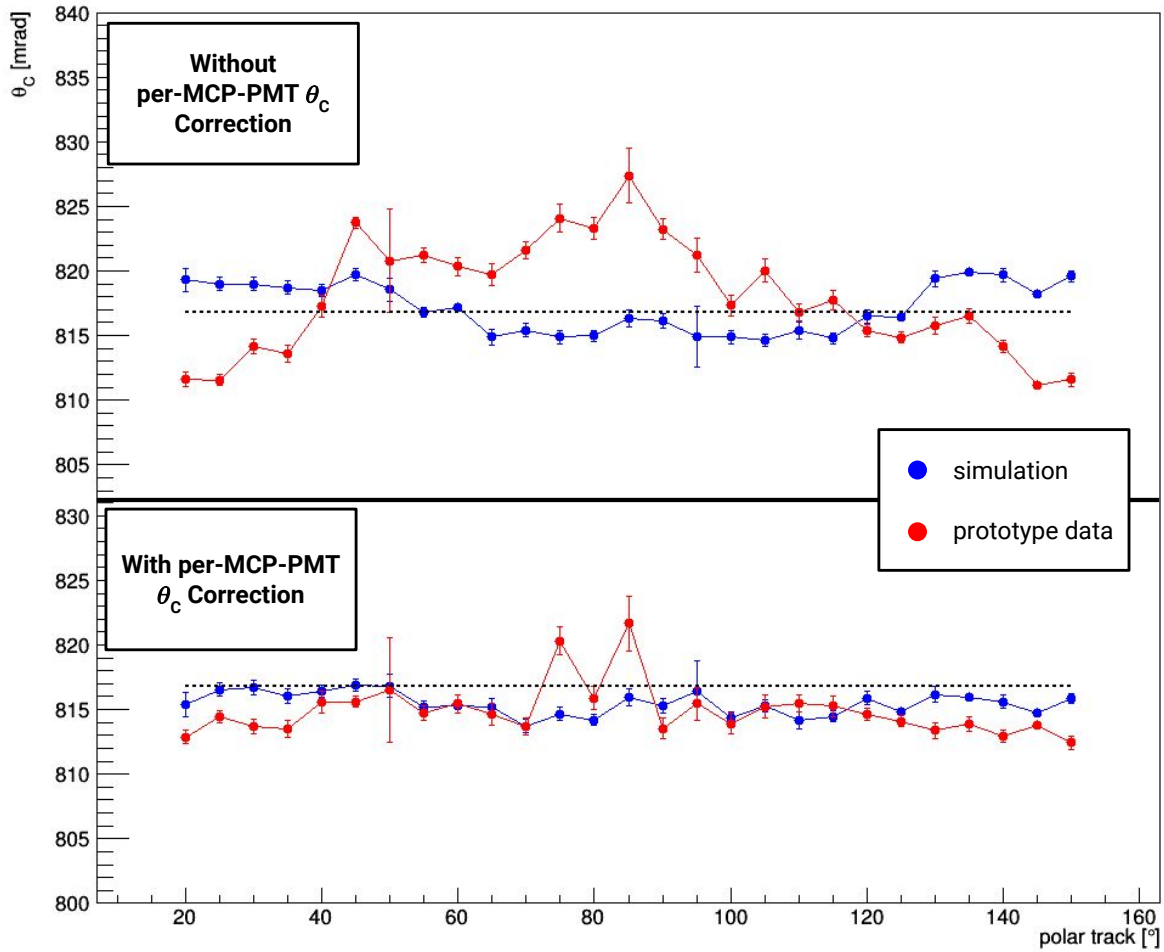 θC [mrad]
840
835
830
825
820
815
810
805
Without
per-MCP-PMT θC
Correction
simulation
prototype data
830
825
820
815
810
805
800
With per-MCP-PMT
θC Correction
20 40 60 80 100 120 140 160
polar track [°]